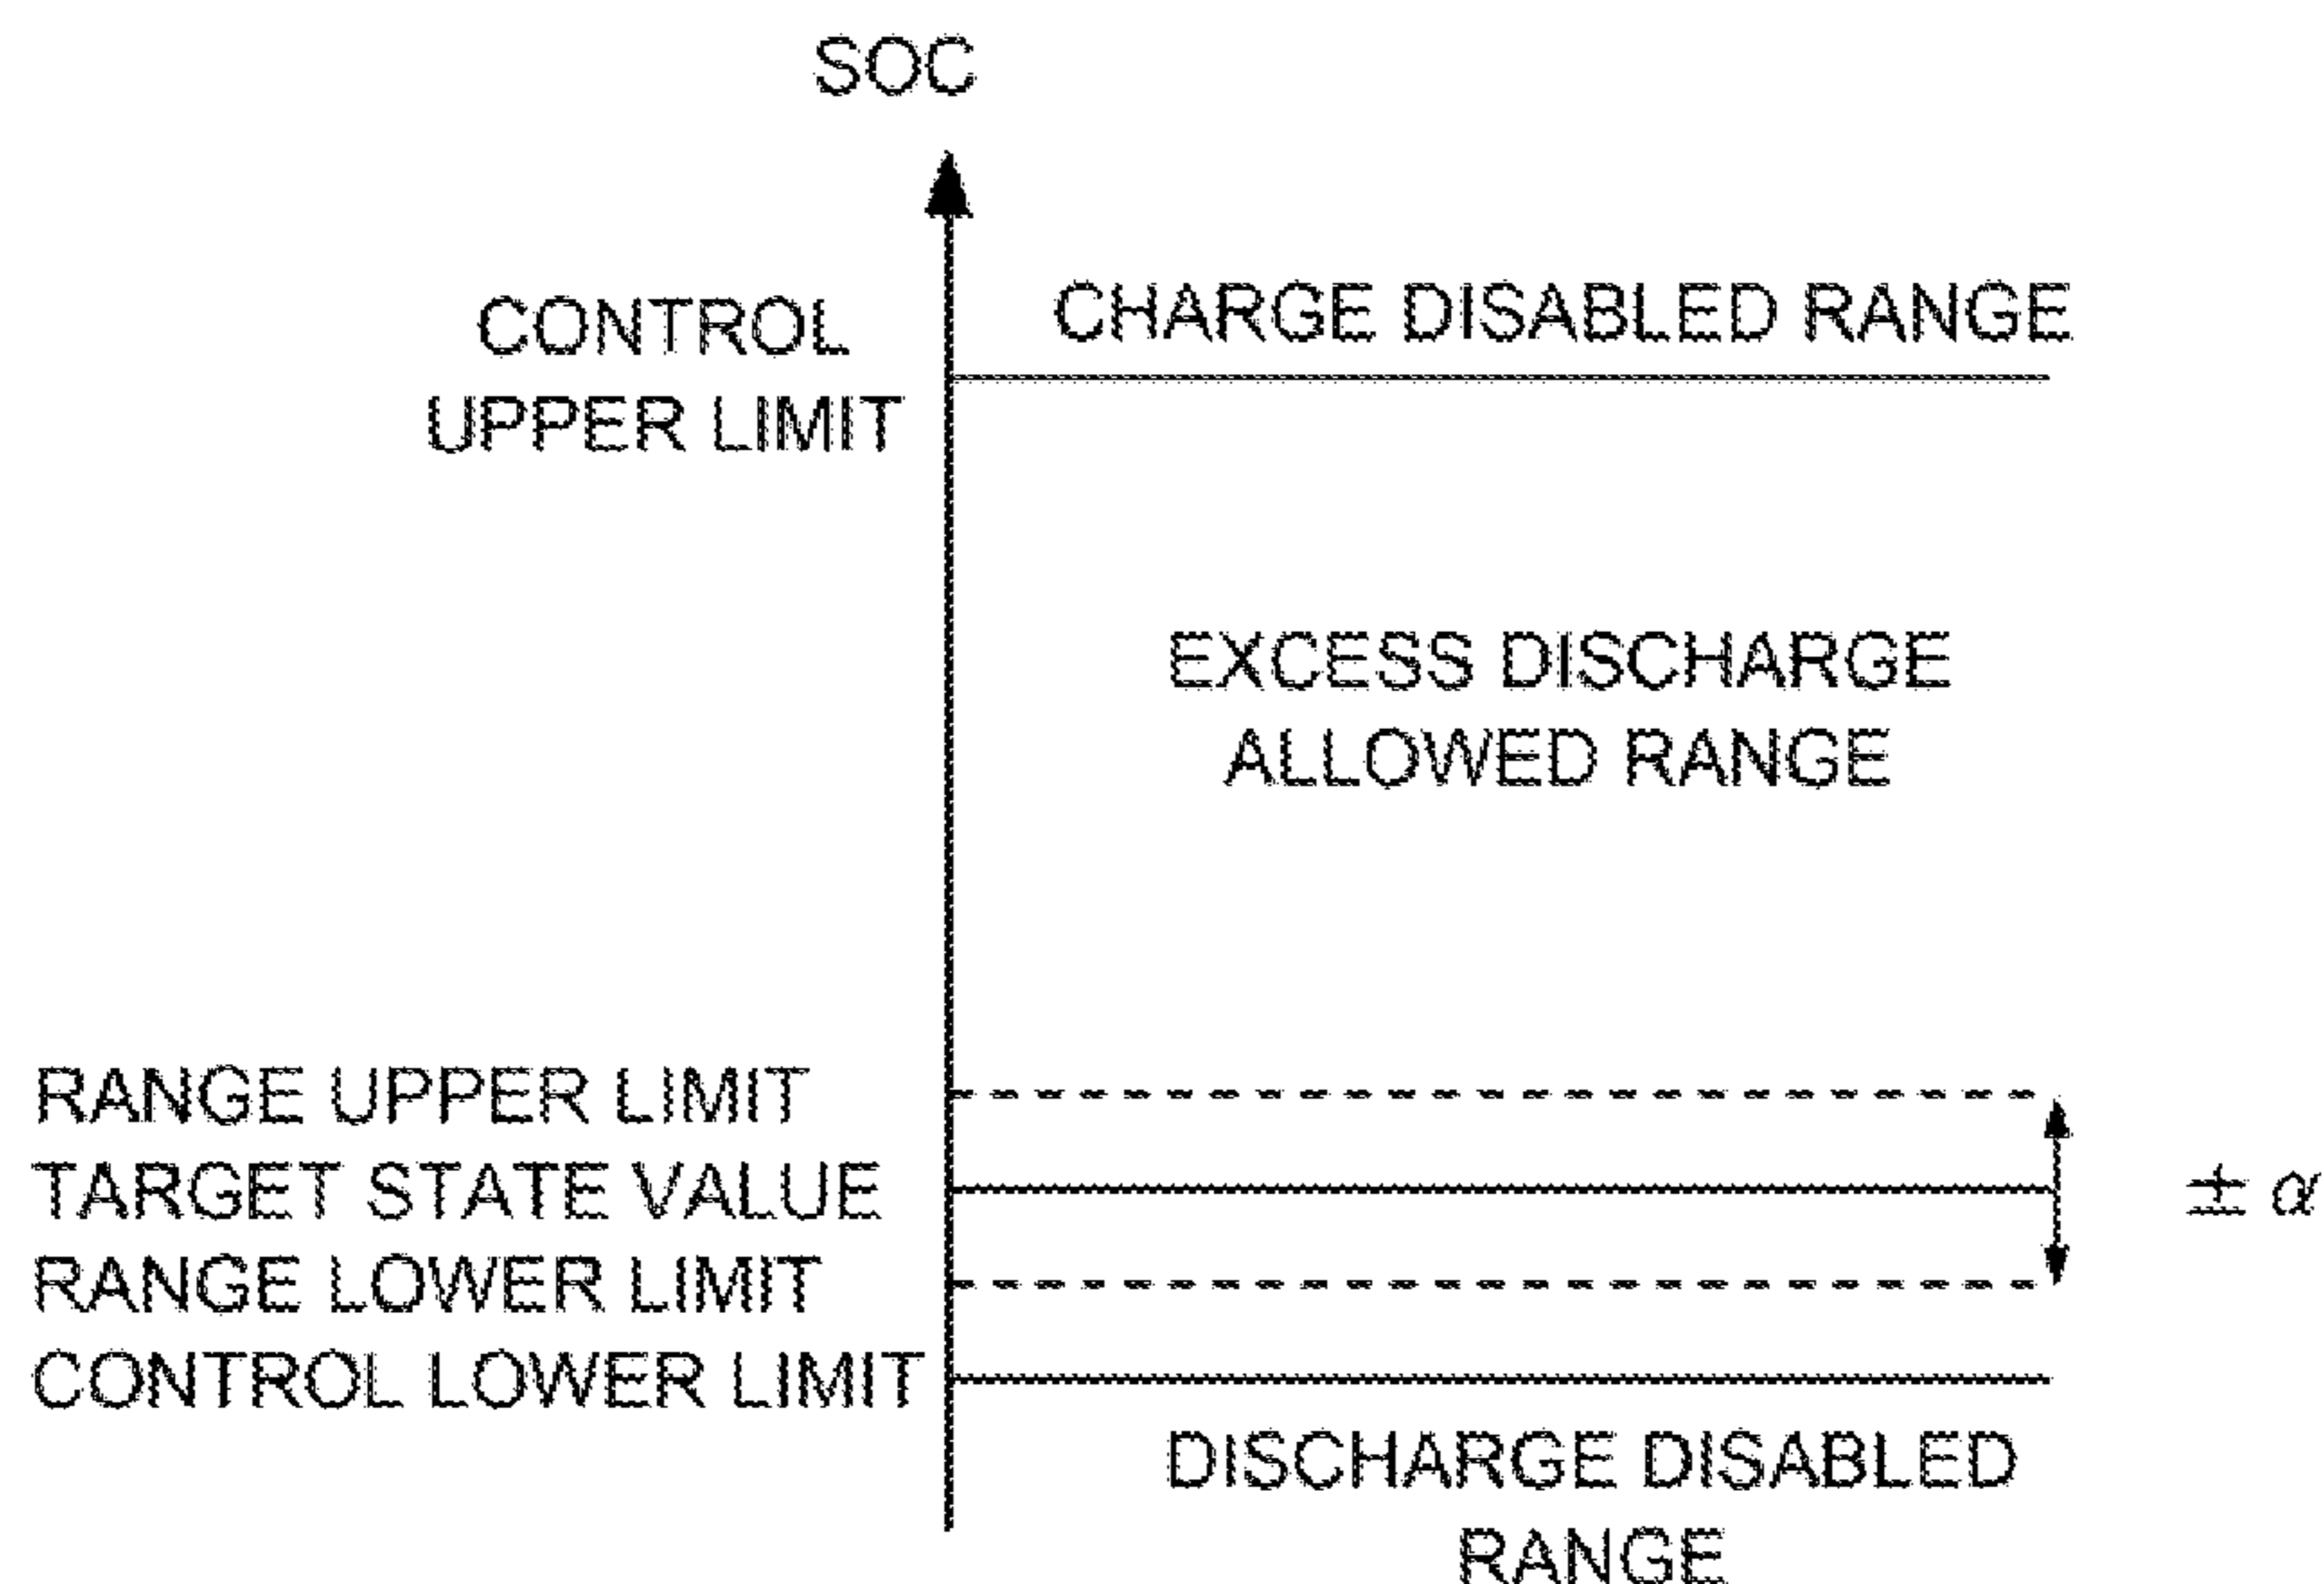 SOC
CONTROL
UPPER LIMIT
CHARGE DISABLED RANGE
EXCESS DISCHARGE
ALLOWED RANGE
RANGE UPPER LIMIT
TARGET STATE VALUE
RANGE LOWER LIMIT
CONTROL LOWER LIMIT
± α
DISCHARGE DISABLED
RANGE